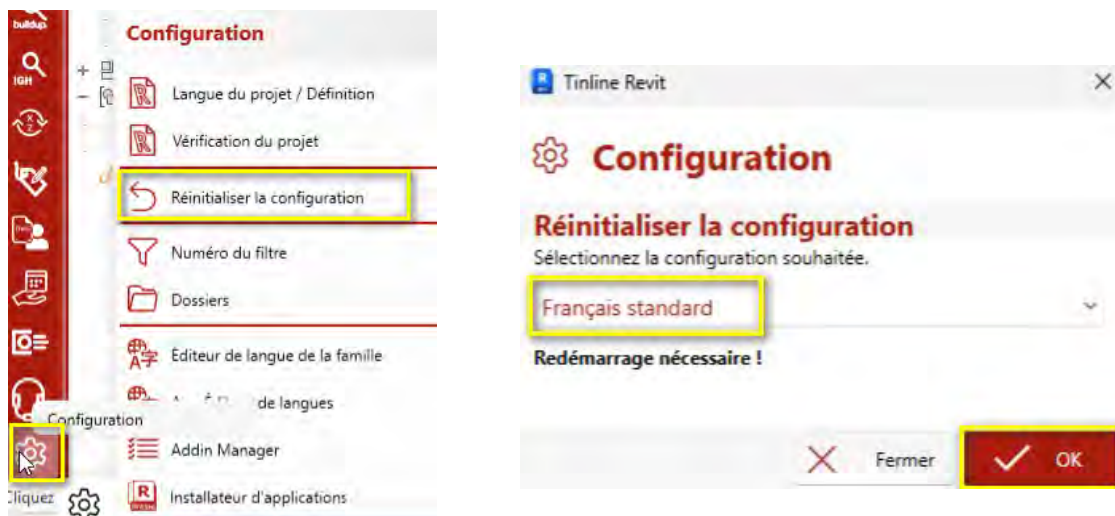 buildup
IGH
Configuration
Langue du projet / Définition
Vérification du projet
Réinitialiser la configuration
Numéro du filtre
Dossiers
Éditeur de langue de la famille
de langues
Configuration
Addin Manager
Cliquez
Installateur d'applications
Tinline Revit
Configuration
Réinitialiser la configuration
Sélectionnez la configuration souhaitée.
Français standard
Redémarrage nécessaire !
Fermer
OK